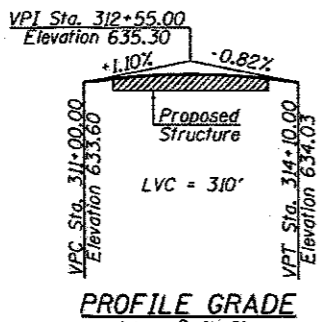 VPI Sta. 312+55.00
Elevation 635.30
+1.10%
-0.82%
Proposed
Structure
LVC = 310'
VPC Sta. 311+00.00
Elevation 633.60
VPT Sta. 314+10.00
Elevation 634.03
PROFILE GRADE